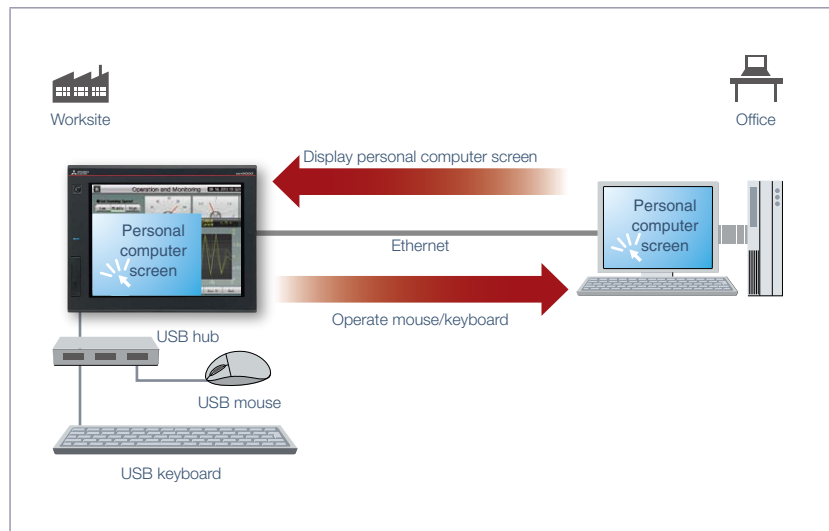 Worksite
Office
Display personal computer screen
Operation and Monitoring
Personal
computer
screen
Ethernet
Personal
computer
screen
Operate mouse/keyboard
USB hub
USB mouse
USB keyboard